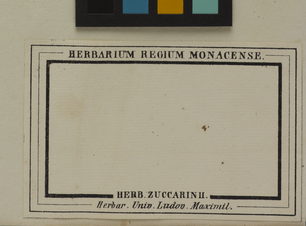 HERBARIUM REGIUM MONACENSE.
HERB. ZUCCARINII.
Herbar. Univ. Ludov. Maximil.